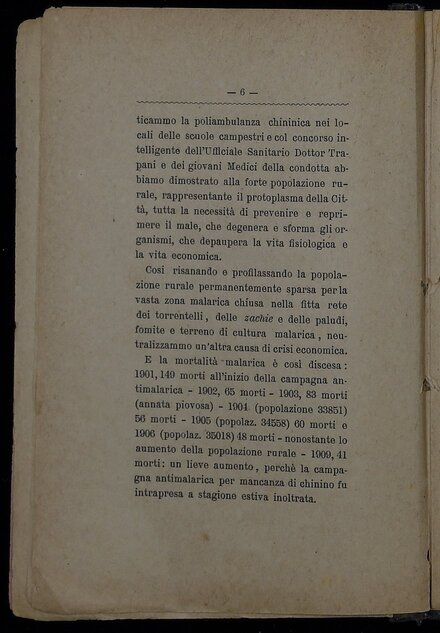 — 6 —
ticammo la poliambulanza chininica nei lo-
cali delle scuole campestri e col concorso in-
telligente dell'Ufficiale Sanitario Dottor Tra-
pani e dei giovani Medici della condotta ab-
biamo dimostrato alla forte popolazione ru-
rale, rappresentante il protoplasma della Cit-
tà, tutta la necessità di prevenire e repri-
mere il male, che degenera e sforma gli or-
ganismi, che depaupera la vita fisiologica e
la vita economica.
Così risanando e profilassando la popola-
zione rurale permanentemente sparsa per la
vasta zona malarica chiusa nella fitta rete
dei torrentelli, delle zachie e delle paludi,
fomite e terreno di cultura malarica, neu-
tralizzammo un'altra causa di crisi economica.
E la mortalità malarica è così discesa:
1901, 149 morti all'inizio della campagna an-
timalarica - 1902, 65 morti - 1903, 83 morti
(annata piovosa) - 1904 (popolazione 33851)
56 morti - 1905 (popolaz. 34558) 60 morti e
1906 (popolaz. 35018) 48 morti - nonostante lo
aumento della popolazione rurale - 1909, 41
morti: un lieve aumento, perchè la campa-
gna antimalarica per mancanza di chinino fu
intrapresa a stagione estiva inoltrata.